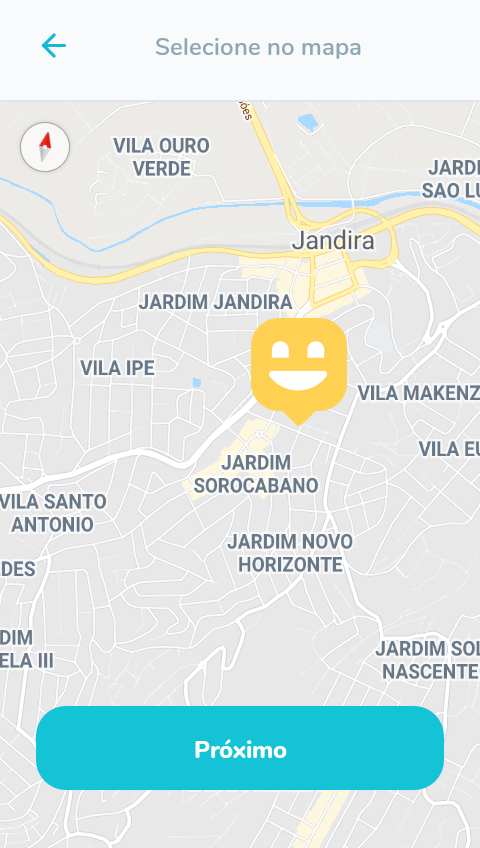 Selecione no mapa
ões
VILA OURO
VERDE
JARDI
SAO LU
Jandira
JARDIM JANDIRA
VILA IPE
VILA MAKENZ
VILA EU
JARDIM
SOROCABANO
VILA SANTO
ANTONIO
JARDIM NOVO
HORIZONTE
DES
DIM
ELA III
JARDIM SOL
NASCENTE
Próximo